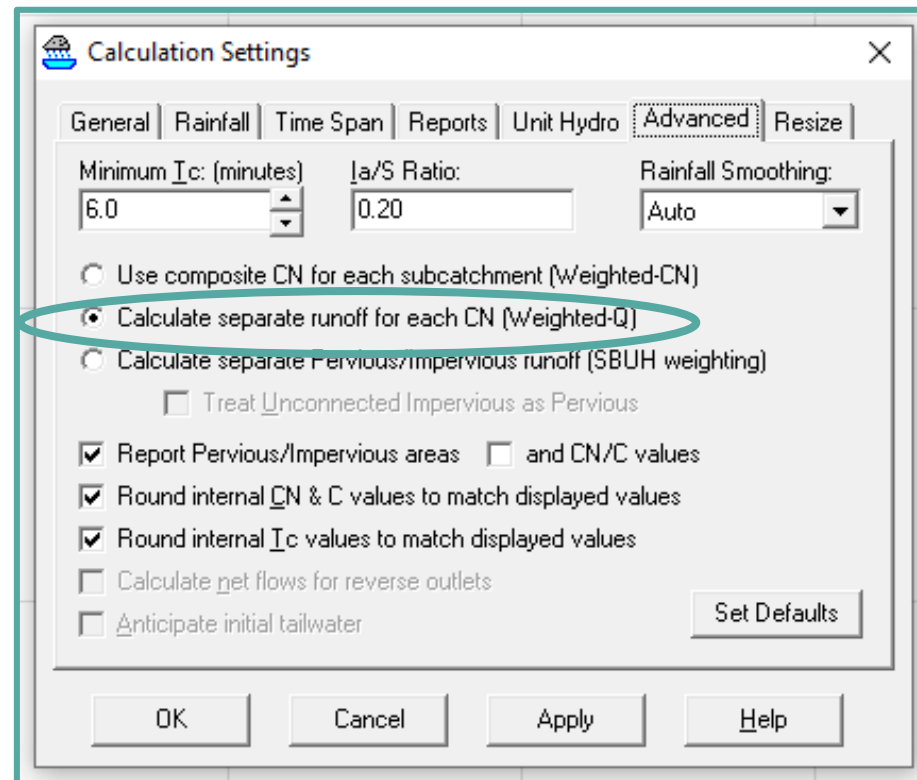 Calculation Settings
General Rainfall Time Span Reports Unit Hydro Advanced Resize
Minimum Tc: (minutes) Ia/S Ratio: Rainfall Smoothing:
6.0 0.20 Auto
Use composite CN for each subcatchment (Weighted-CN)
Calculate separate runoff for each CN (Weighted-Q)
Calculate separate Pervious/Impervious runoff (SBUH weighting)
Treat Unconnected Impervious as Pervious
Report Pervious/Impervious areas and CN/C values
Round internal CN & C values to match displayed values
Round internal Tc values to match displayed values
Calculate net flows for reverse outlets
Anticipate initial tailwater
Set Defaults
OK Cancel Apply Help